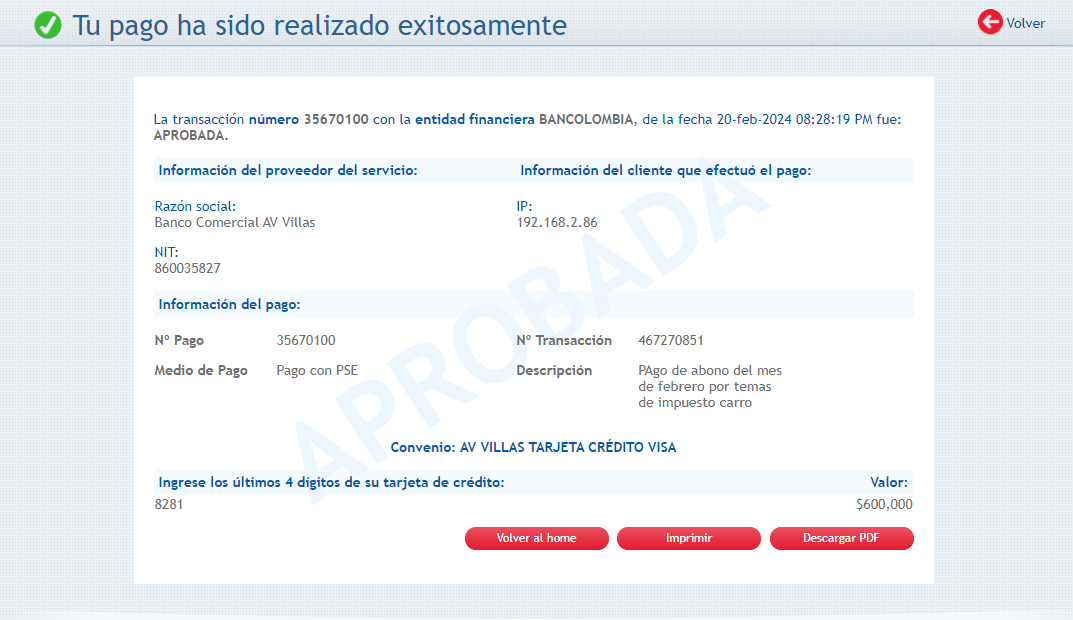 Tu pago ha sido realizado exitosamente
Volver
La transacción número 35670100 con la entidad financiera BANCOLOMBIA, de la fecha 20-feb-2024 08:28:19 PM fue:
APROBADA.
Información del proveedor del servicio:
Información del cliente que efectuó el pago:
Razón social:
Banco Comercial AV Villas
IP:
192.168.2.86
NIT:
860035827
Información del pago:
Nº Pago 35670100
Nº Transacción 467270851
Medio de Pago Pago con PSE
Descripción PAgo de abono del mes
de febrero por temas
de impuesto carro
APROBADA
Convenio: AV VILLAS TARJETA CRÉDITO VISA
Ingrese los últimos 4 dígitos de su tarjeta de crédito: Valor:
8281 $600,000
Volver al home Imprimir Descargar PDF